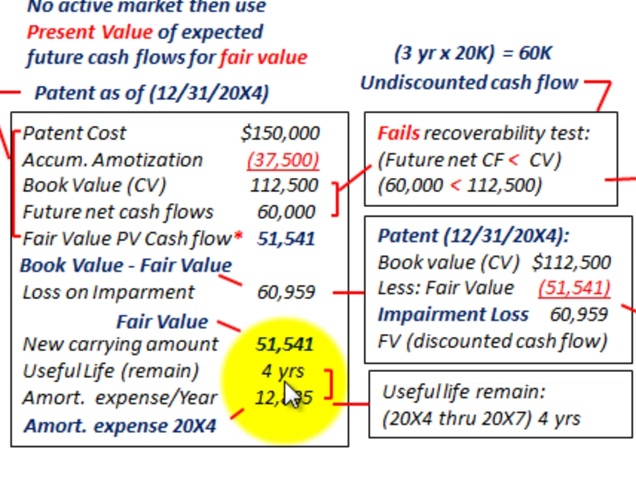 No active market then use
Present Value of expected
future cash flows for fair value
Patent as of (12/31/20X4)
Patent Cost $150,000
Accum. Amotization (37,500)
Book Value (CV) 112,500
Future net cash flows 60,000
Fair Value PV Cash flow* 51,541
Book Value - Fair Value
Loss on Imparment 60,959
Fair Value
New carrying amount 51,541
Useful Life (remain) 4 yrs
Amort. expense/Year
Amort. expense 20X4
(3 yr x 20K) = 60K
Undiscounted cash flow
Fails recoverability test:
(Future net CF < CV)
(60,000 < 112,500)
Patent (12/31/20X4):
Book value (CV) $112,500
Less: Fair Value (51,541)
Impairment Loss 60,959
FV (discounted cash flow)
Useful life remain:
(20X4 thru 20X7) 4 yrs